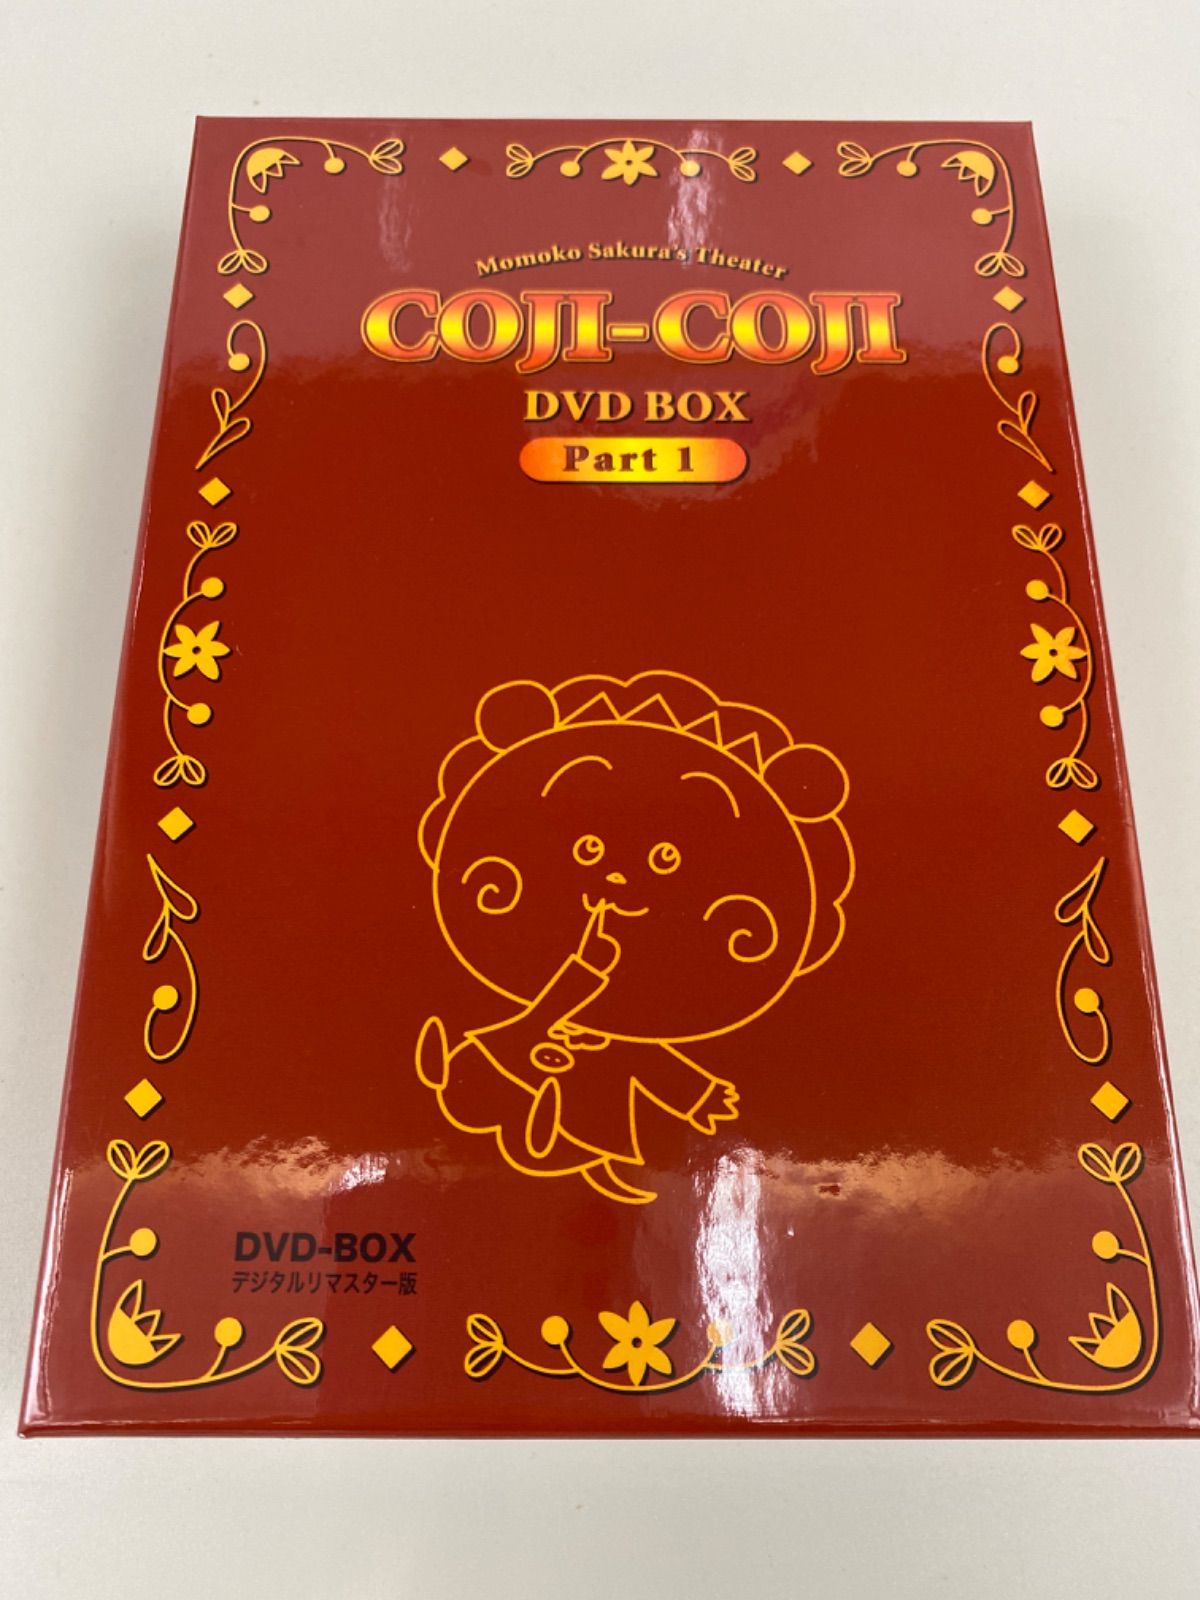 Momoko Sakura's Theater
COJI-COJI
DVD BOX
Part 1
DVD-BOX
デジタルリマスター版